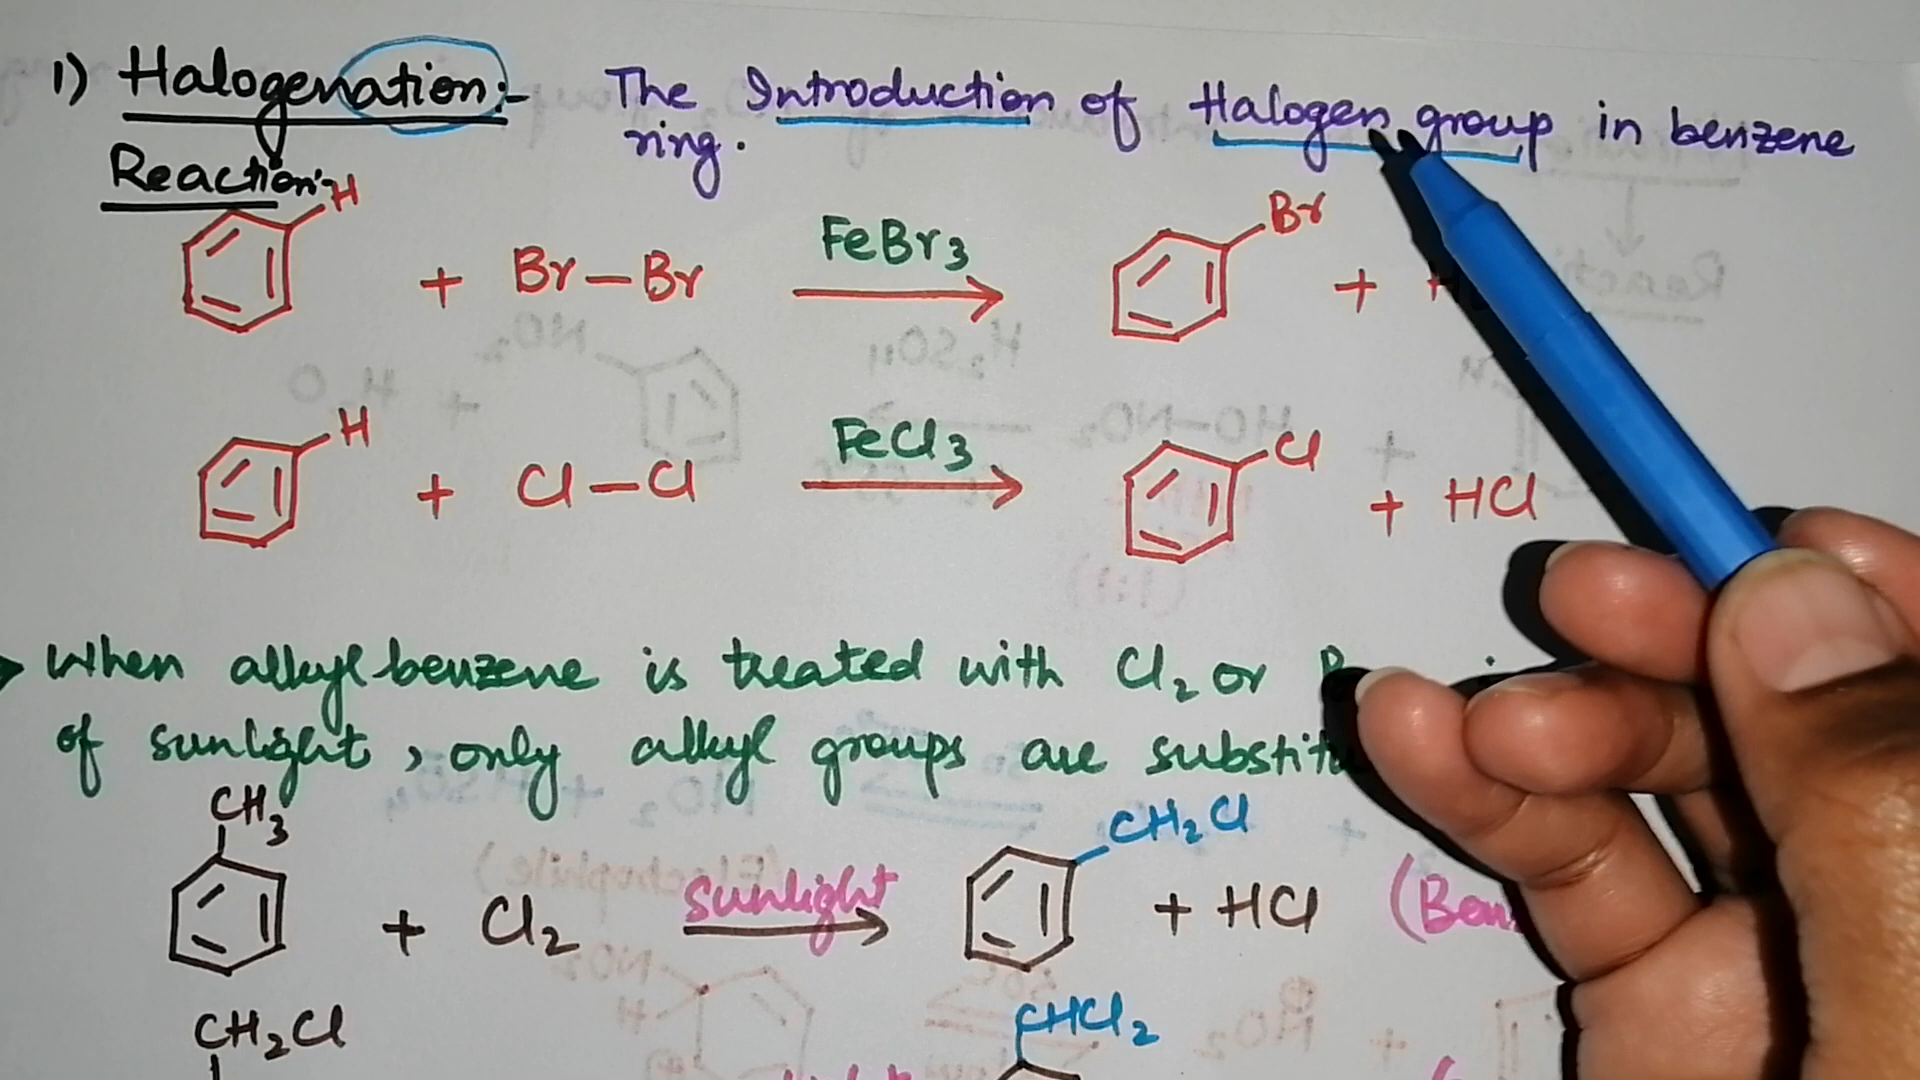 1) Halogenation:- The Introduction of Halogen group in benzene
ring.
Reaction:-
H Br
+ Br-Br FeBr3 +
H Cl
+ Cl-Cl FeCl3 + HCl
When alkyl benzene is treated with Cl2 or
of sunlight, only alkyl groups are
CH3 CH2Cl
+ Cl2 Sunlight + HCl
CH2Cl CHCl2